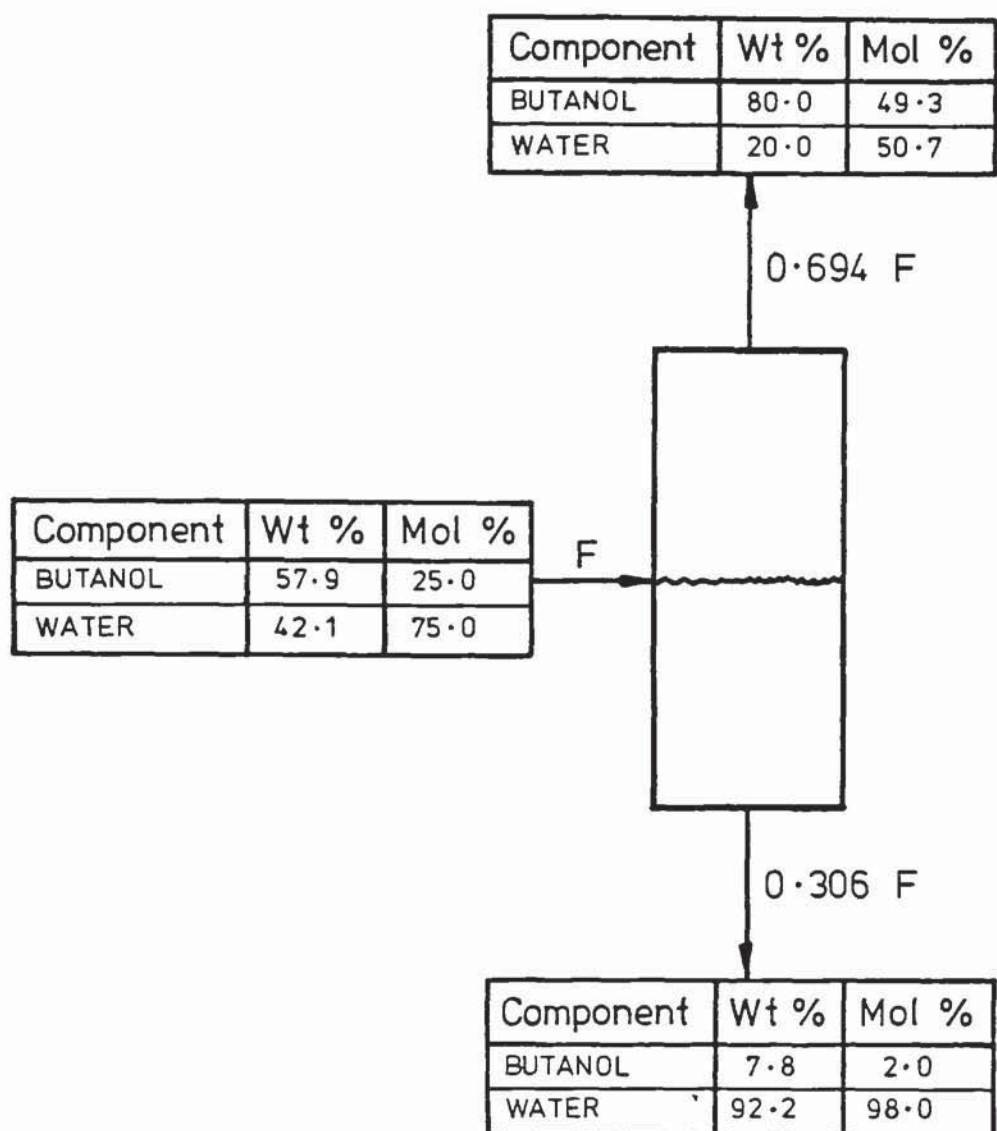 Component Wt % Mol %
BUTANOL 80·0 49·3
WATER 20·0 50·7
0·694 F
Component Wt % Mol %
BUTANOL 57·9 25·0
WATER 42·1 75·0
F
0·306 F
Component Wt % Mol %
BUTANOL 7·8 2·0
WATER 92·2 98·0